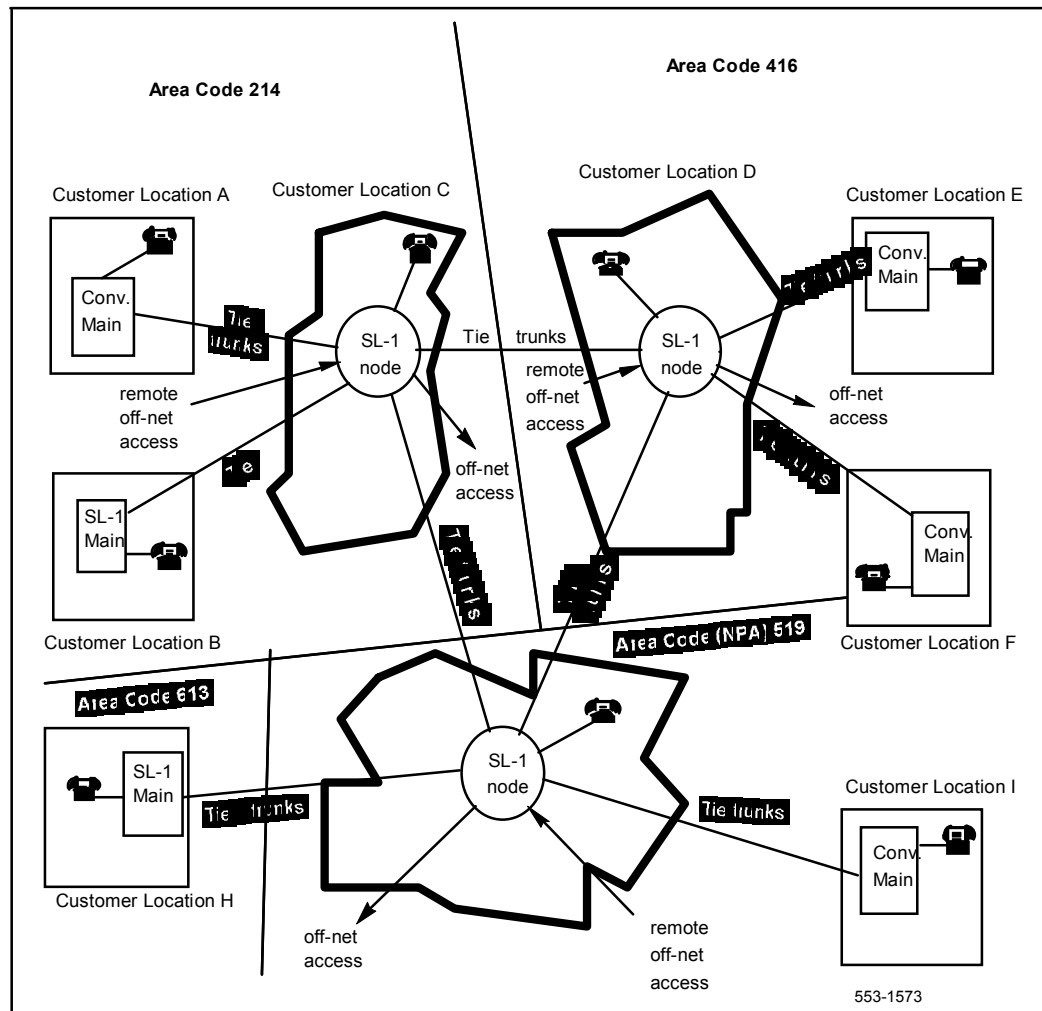 Area Code 214
Area Code 416
Customer Location A
Customer Location C
Customer Location D
Customer Location E
Conv.
Main
Tie
trunks
SL-1
node
Tie trunks
SL-1
node
Conv.
Main
remote
off-net
access
off-net
access
remote
off-net
access
off-net
access
SL-1
Main
Conv.
Main
Customer Location B
Customer Location F
Area Code (NPA) 519
Area Code 613
SL-1
Main
Tie trunks
SL-1
node
Tie trunks
Customer Location I
Conv.
Main
Customer Location H
off-net
access
remote
off-net
access
553-1573